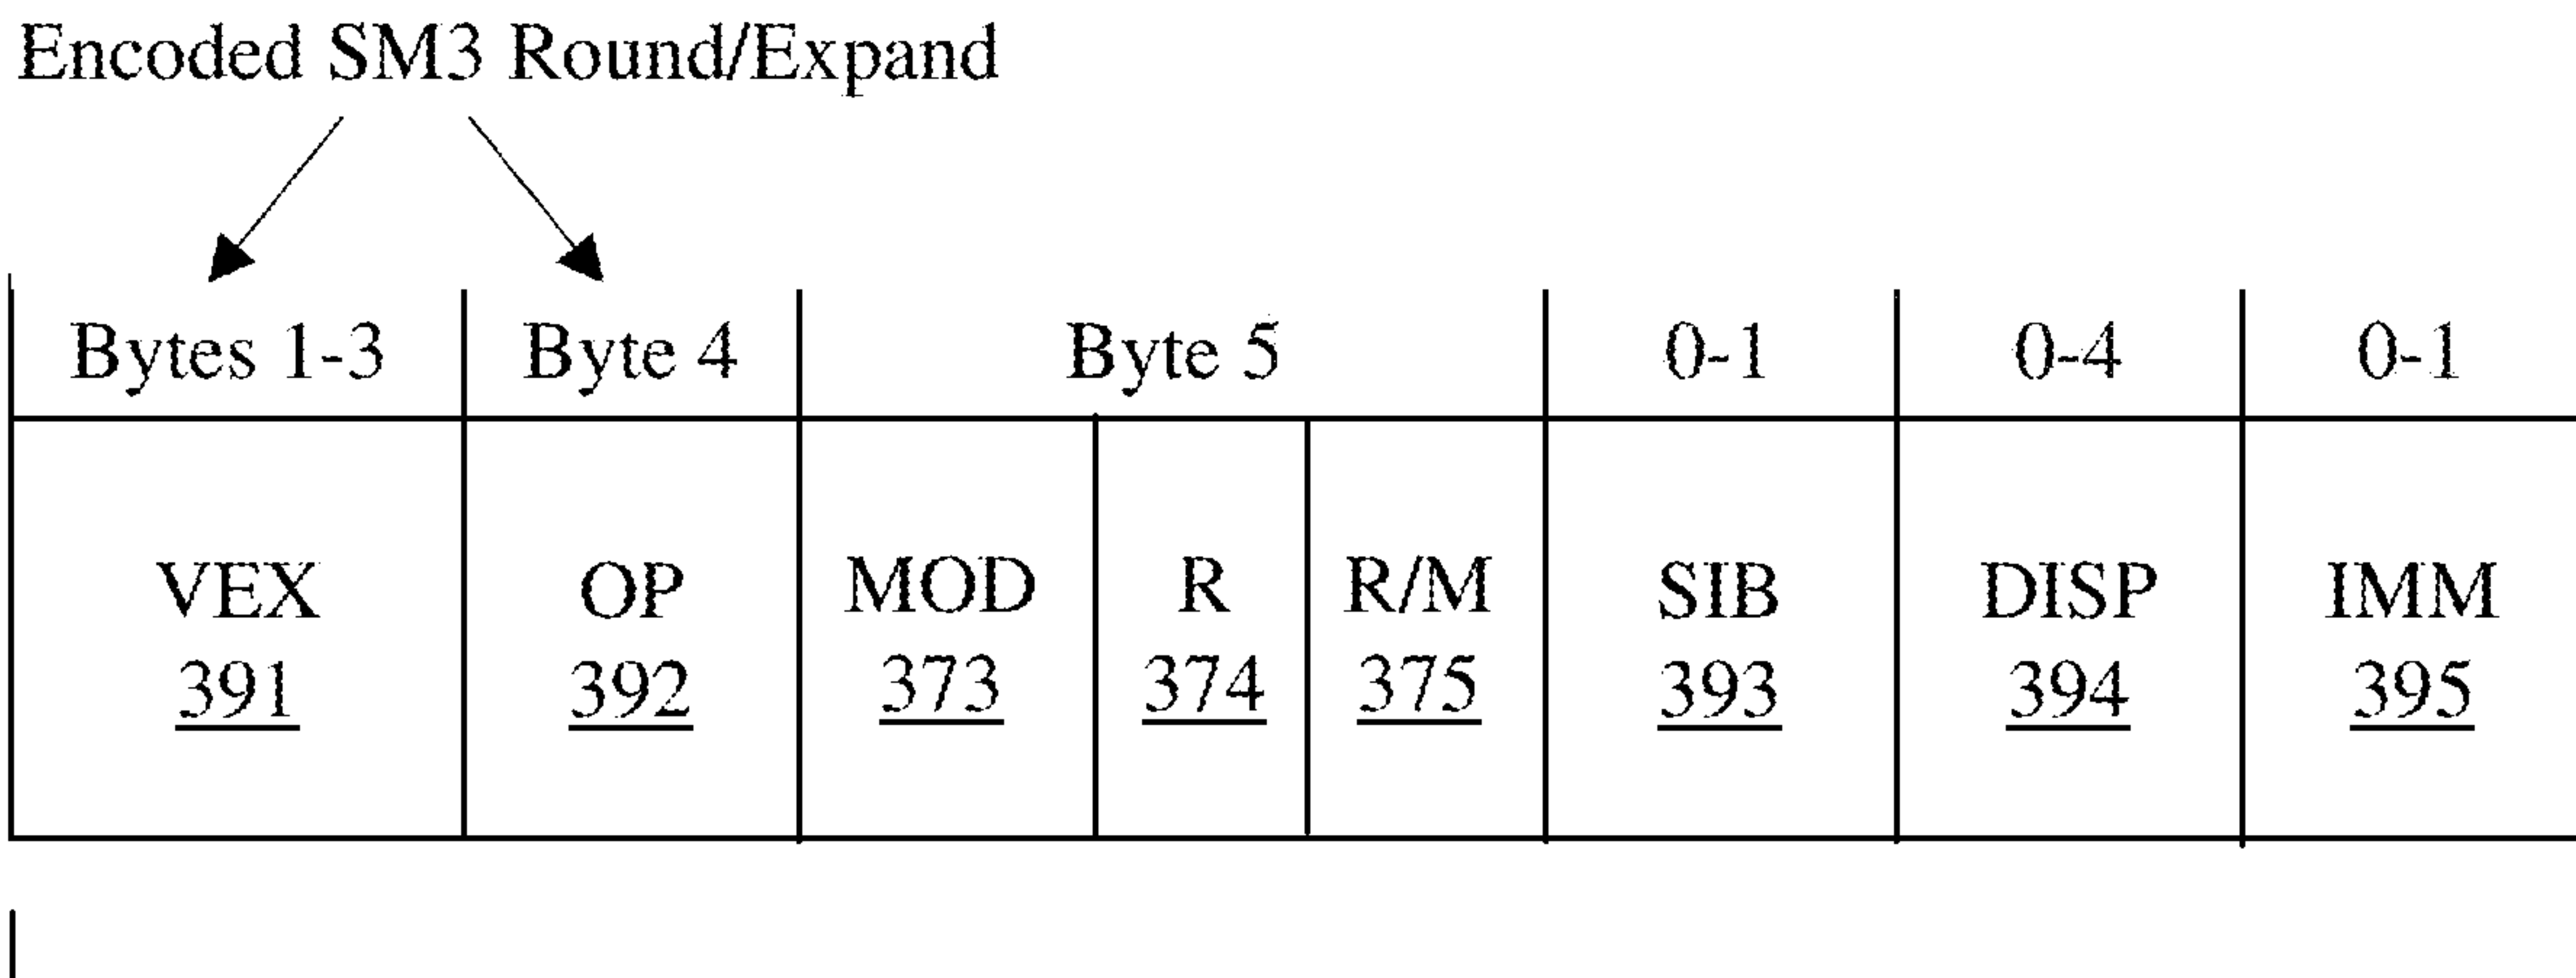 Encoded SM3 Round/Expand
Bytes 1-3 Byte 4 Byte 5 0-1 0-4 0-1
VEX OP MOD R R/M SIB DISP IMM
391 392 373 374 375 393 394 395